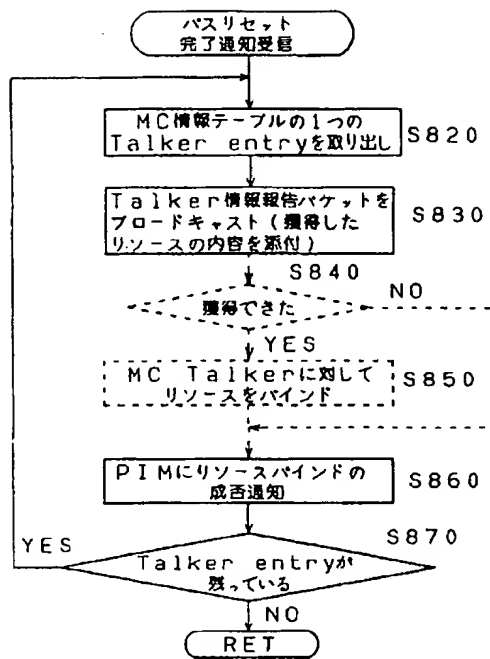 パスリセット
完了通知受信
MC情報テーブルの1つの
Talker entryを取り出し
S820
Talker情報報告パケットを
ブロードキャスト(獲得した
リソースの内容を添付)
S830
S840
獲得できた
NO
YES
MC Talkerに対して
リソースをバインド
S850
PIMにリソースバインドの
成否通知
S860
S870
YES
Talker entryが
残っている
NO
RET